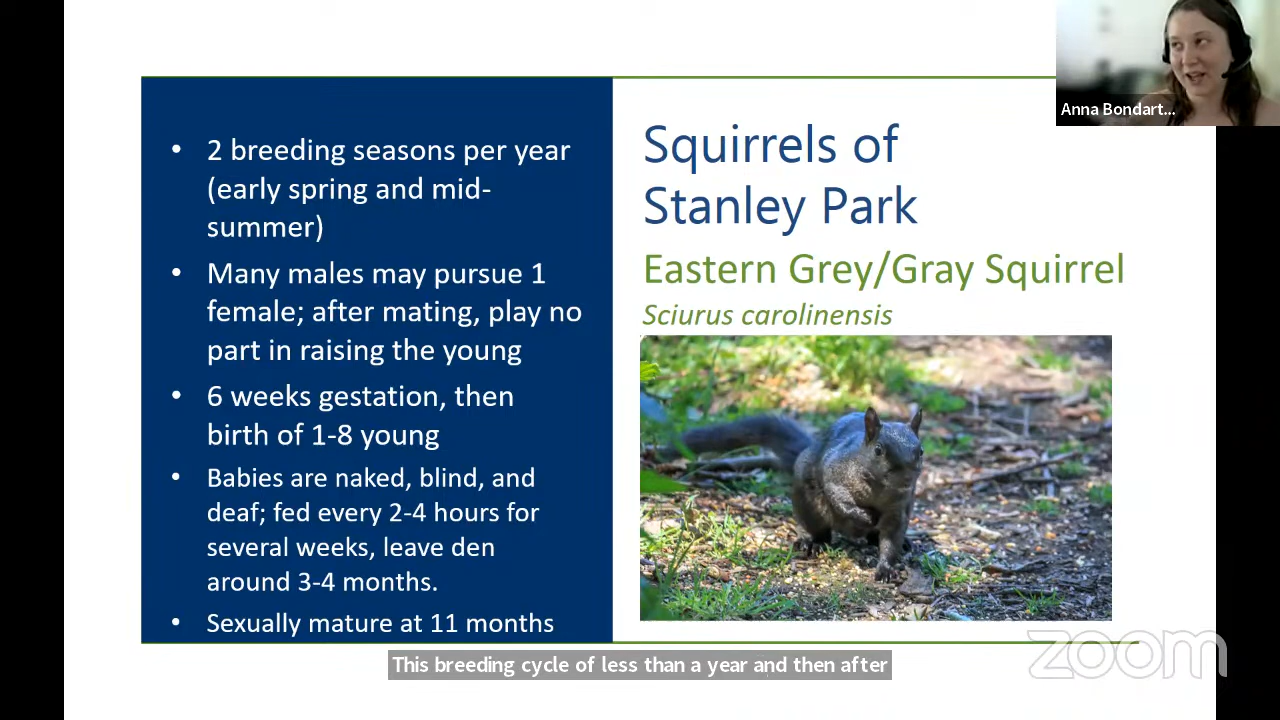 Anna Bondart...
• 2 breeding seasons per year
(early spring and mid-
summer)
• Many males may pursue 1
female; after mating, play no
part in raising the young
• 6 weeks gestation, then
birth of 1-8 young
• Babies are naked, blind, and
deaf; fed every 2-4 hours for
several weeks, leave den
around 3-4 months.
• Sexually mature at 11 months
Squirrels of
Stanley Park
Eastern Grey/Gray Squirrel
Sciurus carolinensis
This breeding cycle of less than a year and then after
zoom